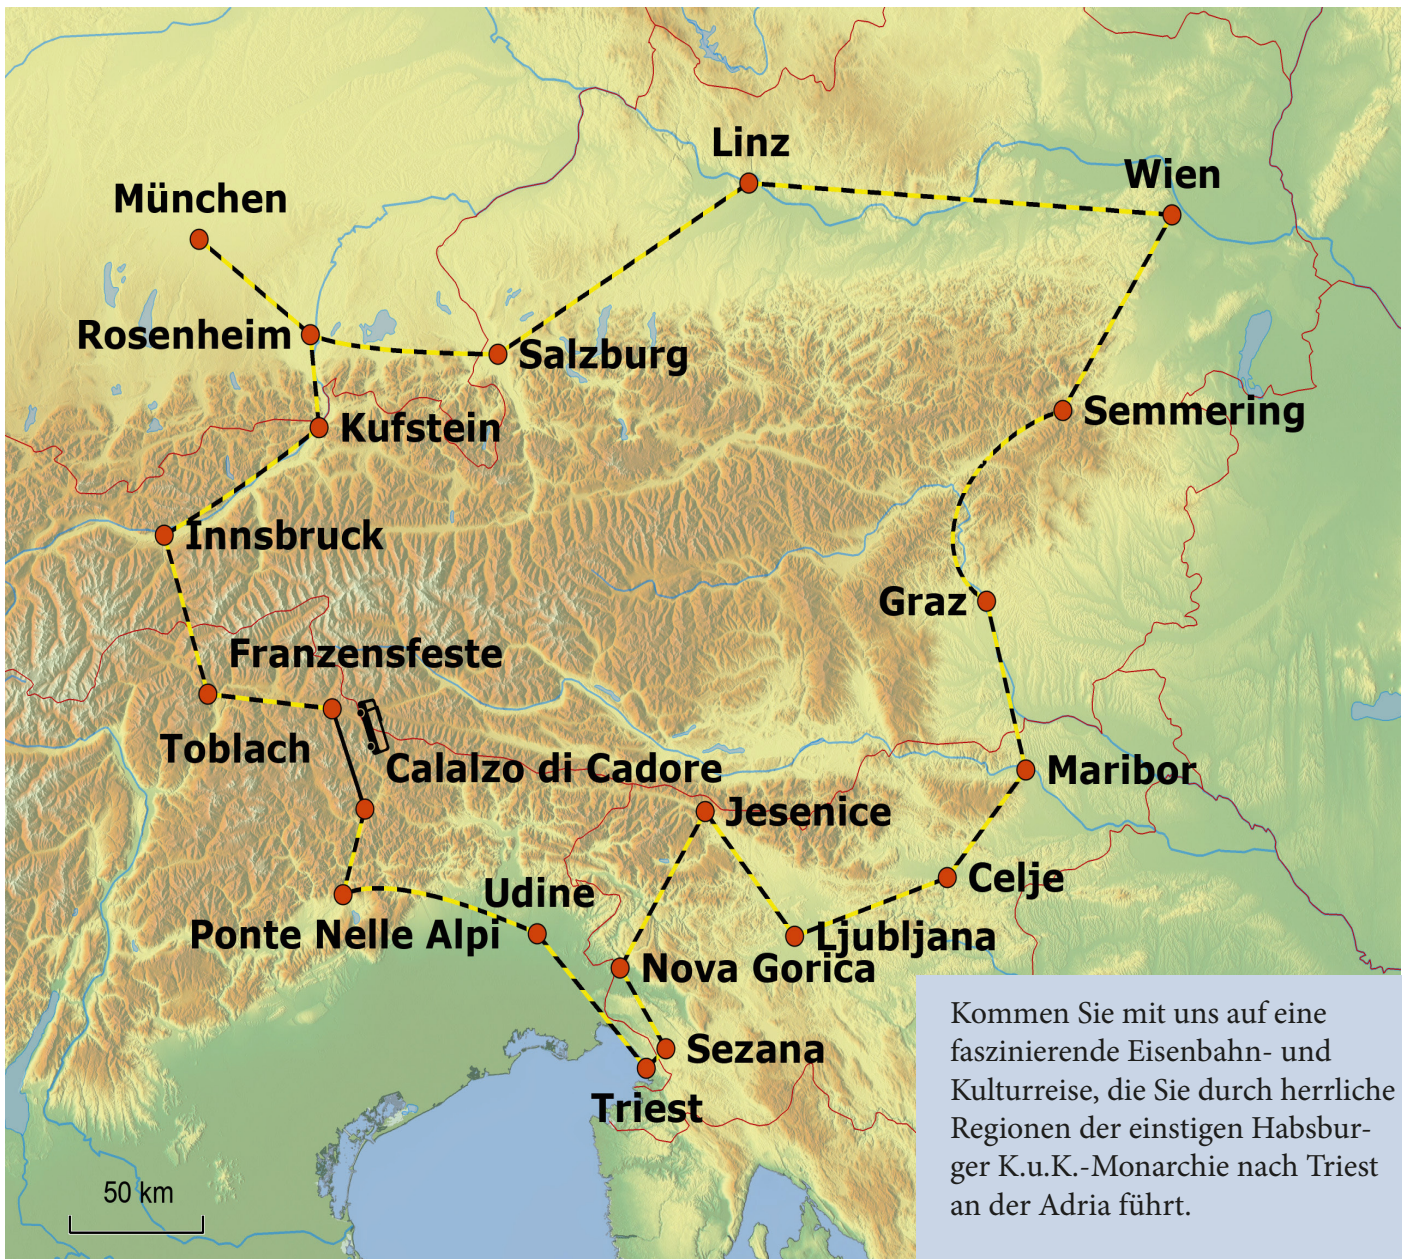 Linz
Wien
München
Rosenheim
Salzburg
Kufstein
Semmering
Innsbruck
Graz
Franzensfeste
Toblach
Calalzo di Cadore
Maribor
Jesenice
Celje
Udine
Ponte Nelle Alpi
Ljubljana
Nova Gorica
Sezana
Triest
50 km
Kommen Sie mit uns auf eine
faszinierende Eisenbahn- und
Kulturreise, die Sie durch herrliche
Regionen der einstigen Habsbur-
ger K.u.K.-Monarchie nach Triest
an der Adria führt.